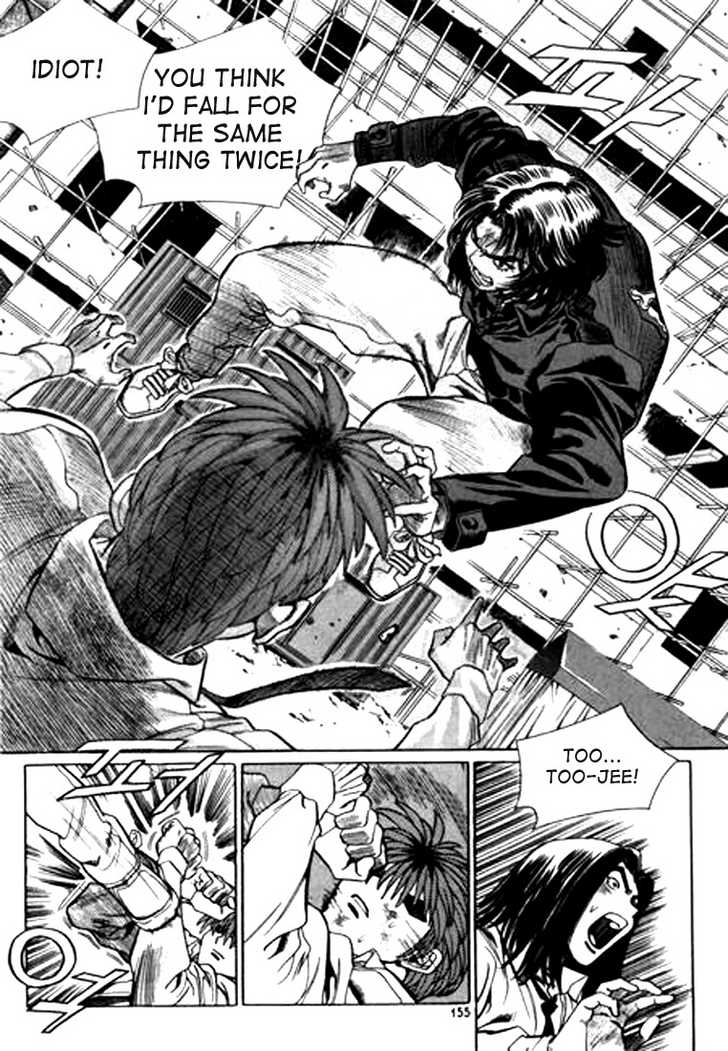 IDIOT!
YOU THINK
I'D FALL FOR
THE SAME
THING TWICE!
TOO...
TOO-JEE!
155